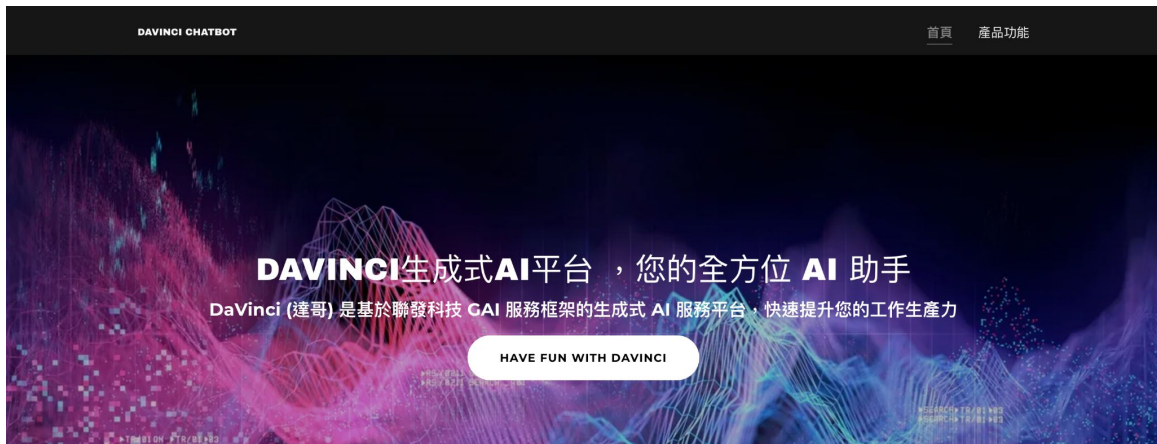 DAVINCI CHATBOT
首頁
產品功能
DAVINCI生成式AI平台 ，您的全方位 AI 助手
DaVinci (達哥) 是基於聯發科技 GAI 服務框架的生成式 AI 服務平台，快速提升您的工作生產力
HAVE FUN WITH DAVINCI